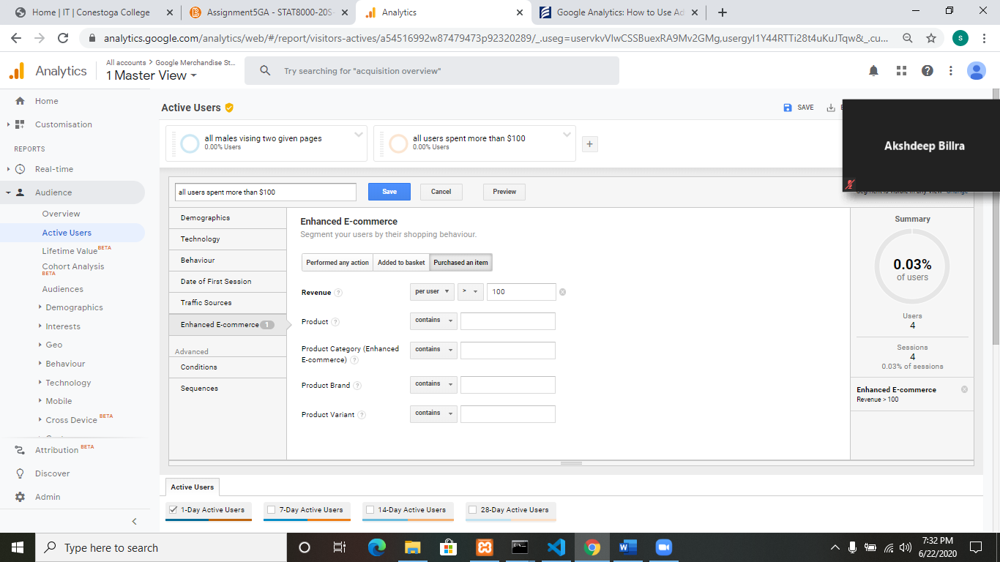 Home | IT | Conestoga College
Assignment5GA - STAT8000-20S-
Analytics
Google Analytics: How to Use Ad
analytics.google.com/analytics/web/#/report/visitors-actives/a54516992w87479473p92320289/_.useg=uservkvVlwCSSBuexRA9Mv2GMg,usergyI1Y44RTTi28t4uKuJTqw&_.cu...
s
Analytics
All accounts > Google Merchandise St...
1 Master View
Try searching for "acquisition overview"
Home
Customisation
REPORTS
Real-time
Audience
Overview
Active Users
Lifetime Value BETA
Cohort Analysis
BETA
Audiences
Demographics
Interests
Geo
Behaviour
Technology
Mobile
Cross Device BETA
Attribution BETA
Discover
Admin
Active Users
SAVE
all males vising two given pages
0.00% Users
all users spent more than $100
0.00% Users
+
Akshdeep Billra
all users spent more than $100
Save
Cancel
Preview
Segment is visible in any View Change
Demographics
Technology
Behaviour
Date of First Session
Traffic Sources
Enhanced E-commerce 1
Advanced
Conditions
Sequences
Enhanced E-commerce
Segment your users by their shopping behaviour.
Performed any action
Added to basket
Purchased an item
Revenue ? per user > 100
Product ? contains
Product Category (Enhanced
E-commerce) ? contains
Product Brand ? contains
Product Variant ? contains
Summary
0.03%
of users
Users
4
Sessions
4
0.03% of sessions
Enhanced E-commerce
Revenue > 100
Active Users
1-Day Active Users
7-Day Active Users
14-Day Active Users
28-Day Active Users
Type here to search
7:32 PM
6/22/2020